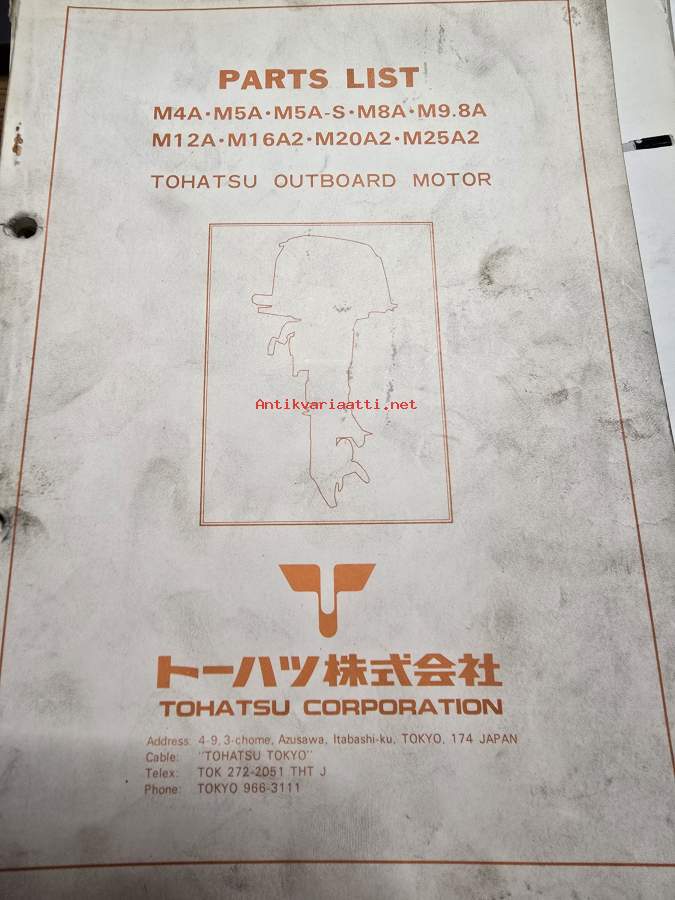 PARTS LIST
M4A・M5A・M5A-S・M8A・M9.8A
M12A・M16A2・M20A2・M25A2
TOHATSU OUTBOARD MOTOR
Antikvariaatti.net
トーハツ株式会社
TOHATSU CORPORATION
Address: 4-9, 3-chome, Azusawa, Itabashi-ku, TOKYO, 174 JAPAN
Cable: "TOHATSU TOKYO"
Telex: TOK 272-2051 THT J
Phone: TOKYO 966-3111